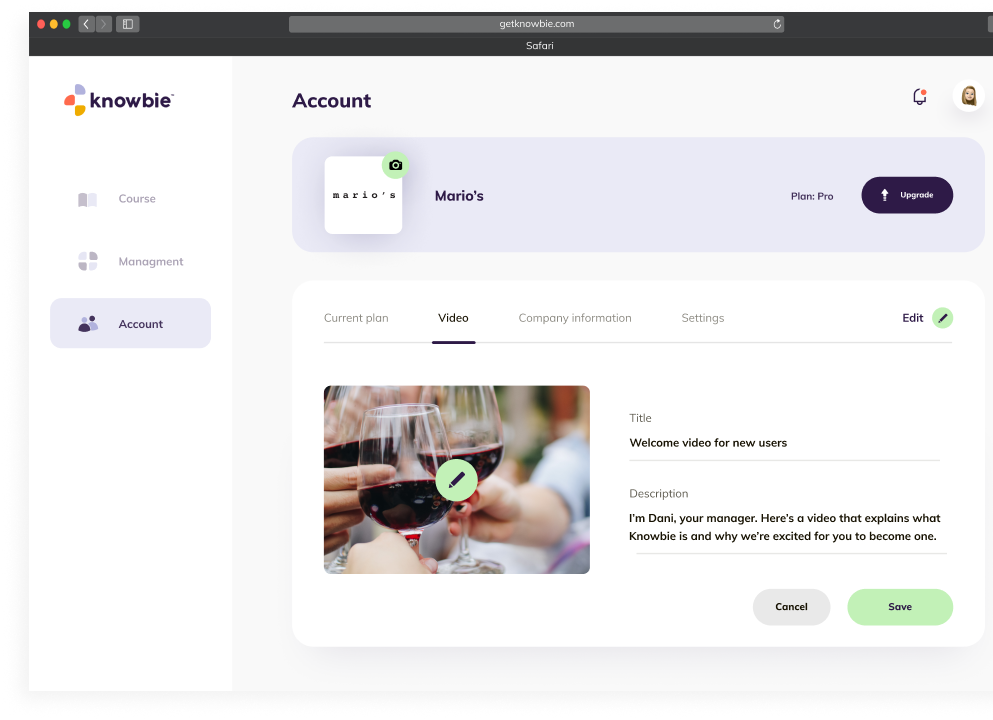 getknowbie.com
Safari
knowbie™
Account
mario's
Mario's
Plan: Pro
Upgrade
Course
Managment
Account
Current plan
Video
Company information
Settings
Edit
Title
Welcome video for new users
Description
I'm Dani, your manager. Here's a video that explains what
Knowbie is and why we're excited for you to become one.
Cancel
Save